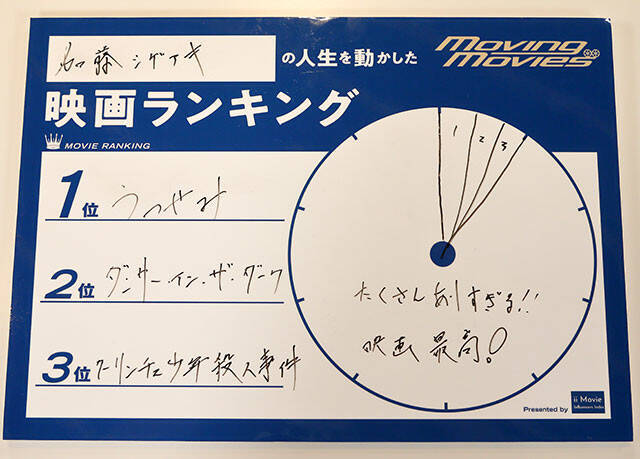 加藤シゲアキ の人生を動かした
Moving Movies
映画ランキング
MOVIE RANKING
1位 うつせみ
2位 ダンサー・イン・ザ・ダーク
3位 クーリンチェ少年殺人事件
1 2 3
たくさんありすぎる!!
映画最高!
Presented by ii Movie